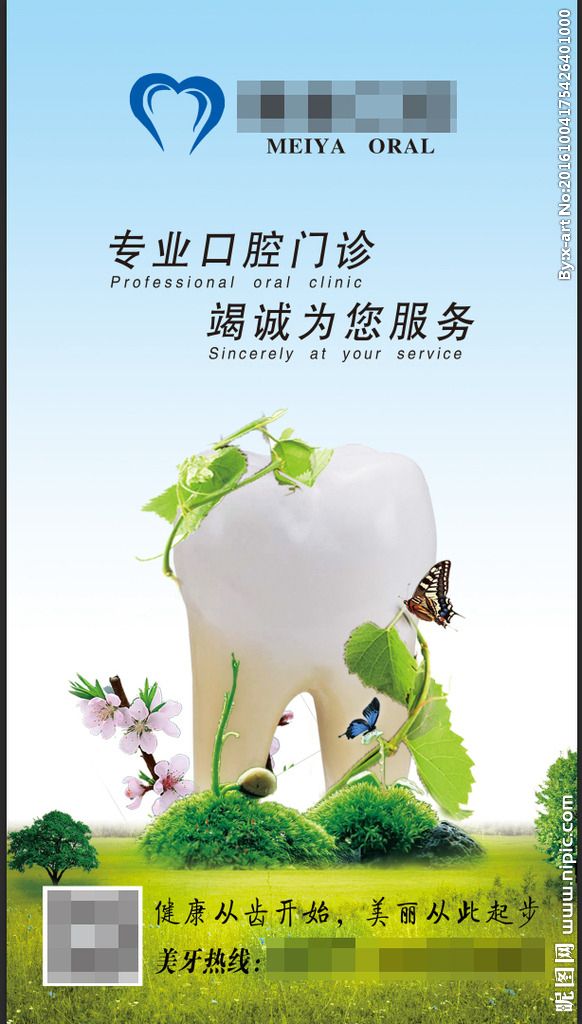 MEIYA ORAL
专业口腔门诊
Professional oral clinic
竭诚为您服务
Sincerely at your service
健康从齿开始，美丽从此起步
美牙热线：
By:x-art No:20161004175426401000
昵图网 www.nipic.com